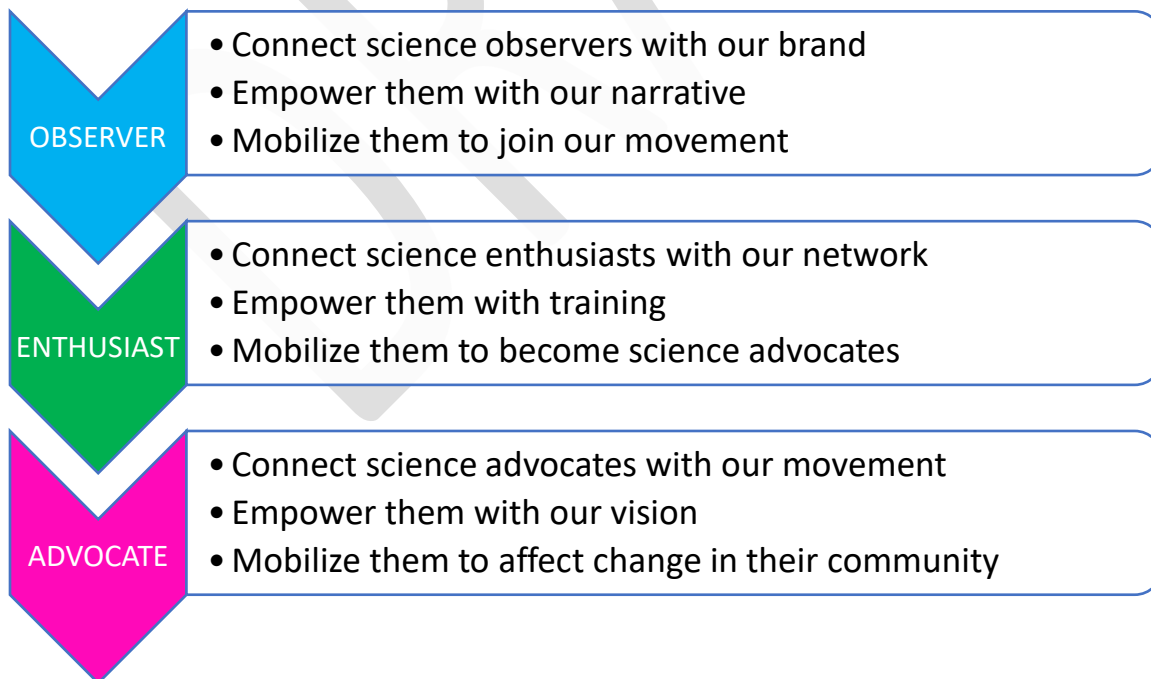 OBSERVER
• Connect science observers with our brand
• Empower them with our narrative
• Mobilize them to join our movement
ENTHUSIAST
• Connect science enthusiasts with our network
• Empower them with training
• Mobilize them to become science advocates
ADVOCATE
• Connect science advocates with our movement
• Empower them with our vision
• Mobilize them to affect change in their community